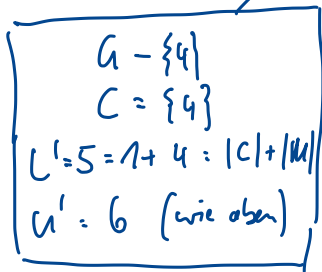 G - {4}
C = {4}
L' = 5 = 1 + 4 = |C| + |M|
U' = 6 (wie oben)